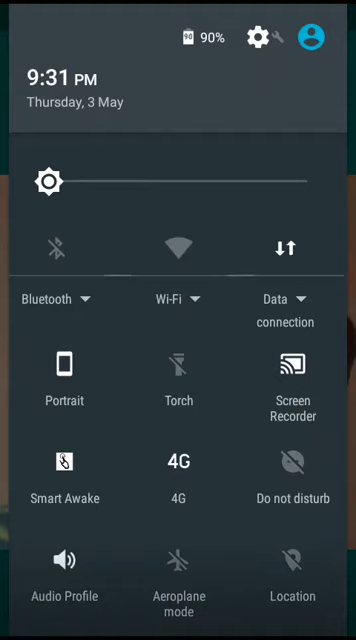 90
90%
9:31 PM
Thursday, 3 May
Bluetooth
Wi-Fi
Data
connection
Portrait
Torch
Screen
Recorder
4G
Smart Awake
4G
Do not disturb
Audio Profile
Aeroplane
mode
Location